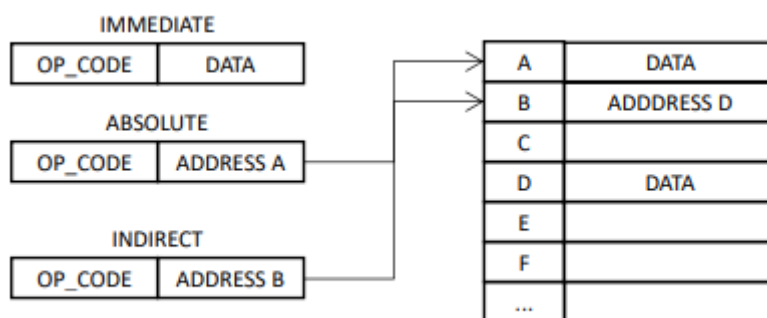 IMMEDIATE
OP_CODE DATA
ABSOLUTE
OP_CODE ADDRESS A
INDIRECT
OP_CODE ADDRESS B
A DATA
B ADDDRESS D
C
D DATA
E
F
...